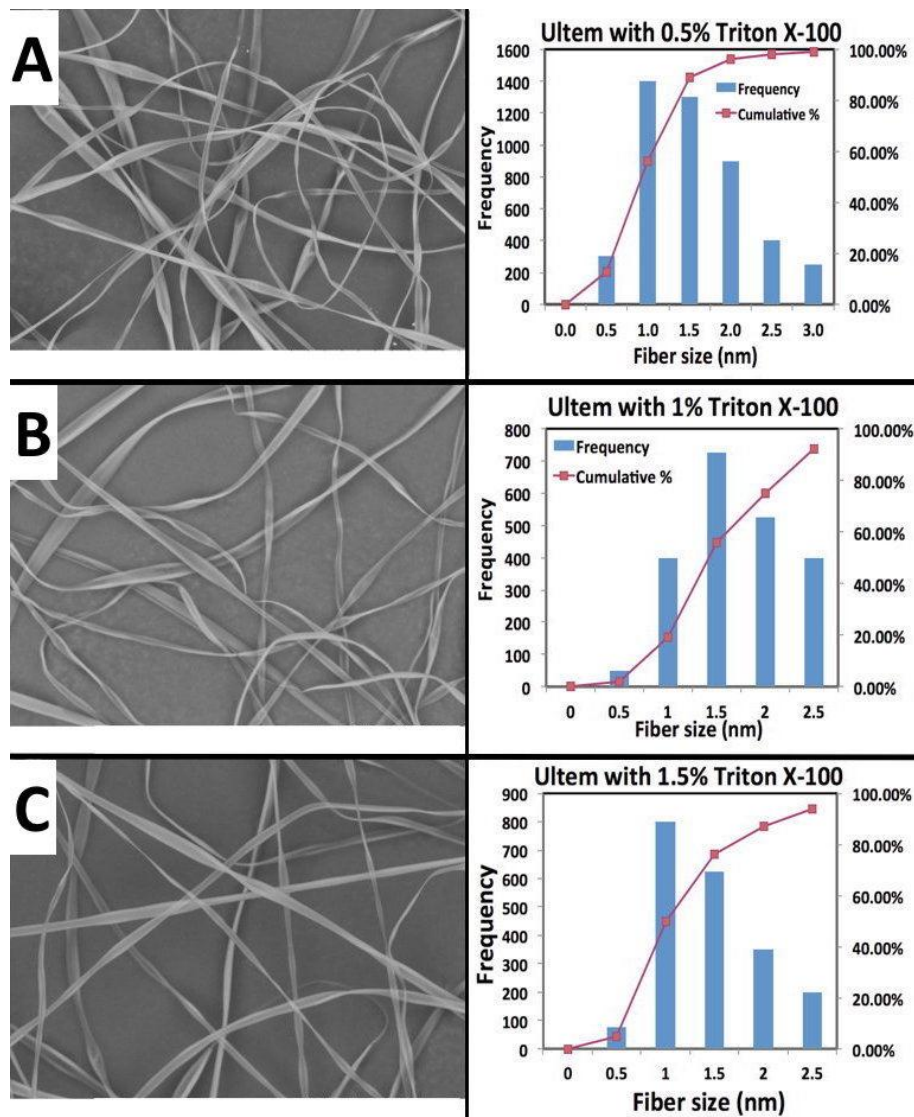 A
Ultem with 0.5% Triton X-100
1600
1400
1200
1000
800
600
400
200
0
Frequency
100.00%
80.00%
60.00%
40.00%
20.00%
0.00%
Frequency
Cumulative %
0.0 0.5 1.0 1.5 2.0 2.5 3.0
Fiber size (nm)
B
Ultem with 1% Triton X-100
800
700
600
500
400
300
200
100
0
Frequency
100.00%
80.00%
60.00%
40.00%
20.00%
0.00%
Frequency
Cumulative %
0 0.5 1 1.5 2 2.5
Fiber size (nm)
C
Ultem with 1.5% Triton X-100
900
800
700
600
500
400
300
200
100
0
Frequency
100.00%
80.00%
60.00%
40.00%
20.00%
0.00%
0 0.5 1 1.5 2 2.5
Fiber size (nm)